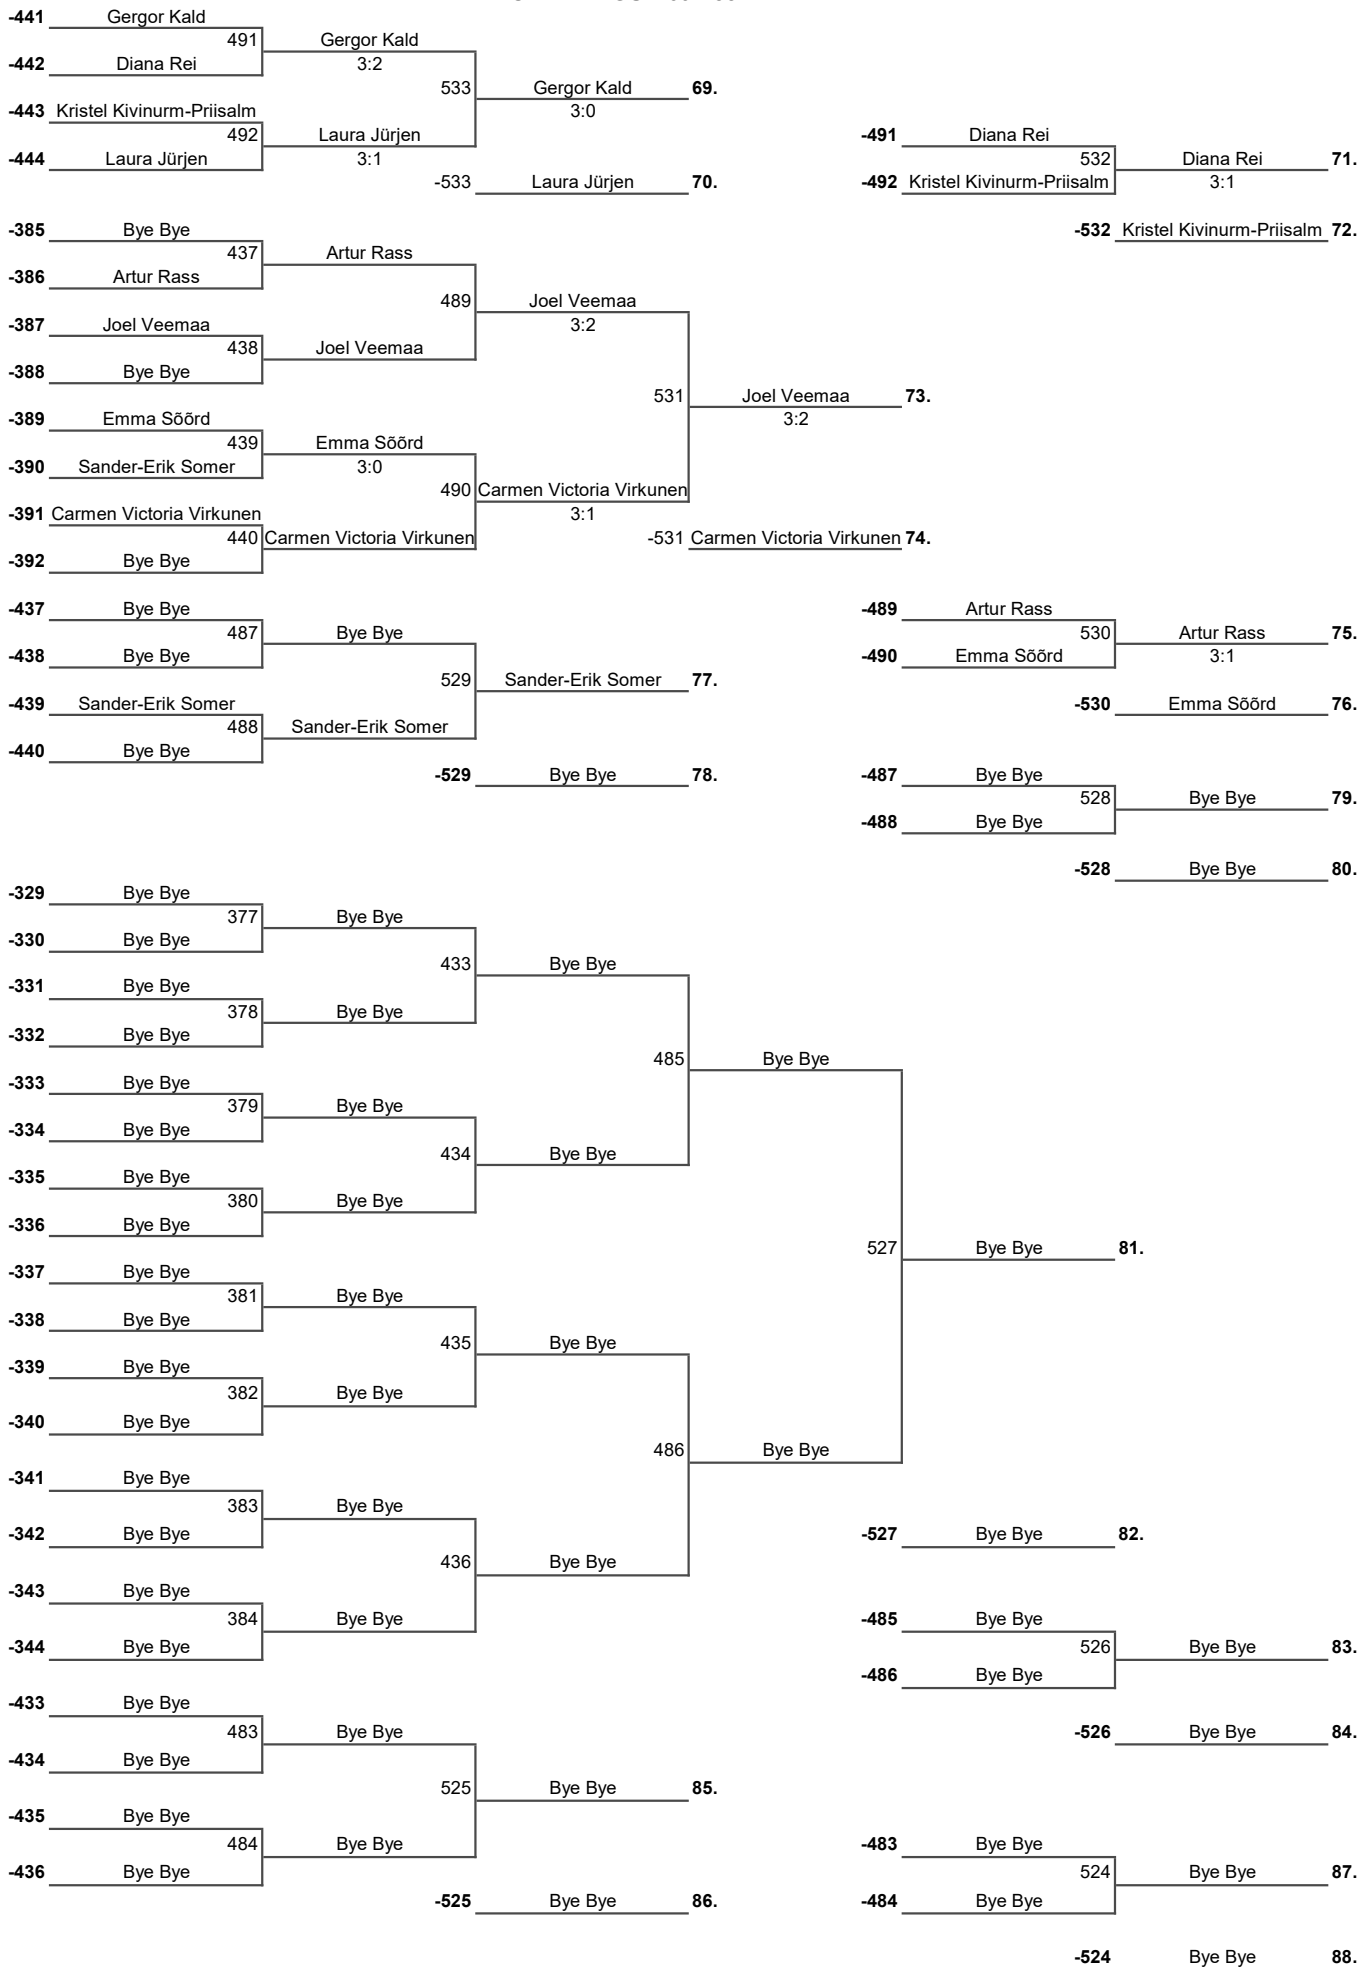 -441 Gergor Kald
491 Gergor Kald
-442 Diana Rei 3:2
533 Gergor Kald 69.
-443 Kristel Kivinurm-Priisalm 3:0
492 Laura Jürjen -491 Diana Rei
-444 Laura Jürjen 3:1 532 Diana Rei 71.
-533 Laura Jürjen 70. -492 Kristel Kivinurm-Priisalm 3:1
-385 Bye Bye -532 Kristel Kivinurm-Priisalm 72.
437 Artur Rass
-386 Artur Rass
489 Joel Veemaa
-387 Joel Veemaa 3:2
438 Joel Veemaa
-388 Bye Bye
531 Joel Veemaa 73.
-389 Emma Sõõrd 3:2
439 Emma Sõõrd
-390 Sander-Erik Somer 3:0
490 Carmen Victoria Virkunen
-391 Carmen Victoria Virkunen 3:1
440 Carmen Victoria Virkunen -531 Carmen Victoria Virkunen 74.
-392 Bye Bye
-437 Bye Bye -489 Artur Rass
487 Bye Bye 530 Artur Rass 75.
-438 Bye Bye -490 Emma Sõõrd 3:1
529 Sander-Erik Somer 77.
-439 Sander-Erik Somer -530 Emma Sõõrd 76.
488 Sander-Erik Somer
-440 Bye Bye
-529 Bye Bye 78. -487 Bye Bye
528 Bye Bye 79.
-488 Bye Bye
-528 Bye Bye 80.
-329 Bye Bye
377 Bye Bye
-330 Bye Bye
433 Bye Bye
-331 Bye Bye
378 Bye Bye
-332 Bye Bye
485 Bye Bye
-333 Bye Bye
379 Bye Bye
-334 Bye Bye
434 Bye Bye
-335 Bye Bye
380 Bye Bye
-336 Bye Bye
527 Bye Bye 81.
-337 Bye Bye
381 Bye Bye
-338 Bye Bye
435 Bye Bye
-339 Bye Bye
382 Bye Bye
-340 Bye Bye
486 Bye Bye
-341 Bye Bye
383 Bye Bye
-342 Bye Bye -527 Bye Bye 82.
436 Bye Bye
-343 Bye Bye
384 Bye Bye -485 Bye Bye
-344 Bye Bye 526 Bye Bye 83.
-486 Bye Bye
-433 Bye Bye
483 Bye Bye -526 Bye Bye 84.
-434 Bye Bye
525 Bye Bye 85.
-435 Bye Bye
484 Bye Bye -483 Bye Bye
-436 Bye Bye 524 Bye Bye 87.
-525 Bye Bye 86. -484 Bye Bye
-524 Bye Bye 88.